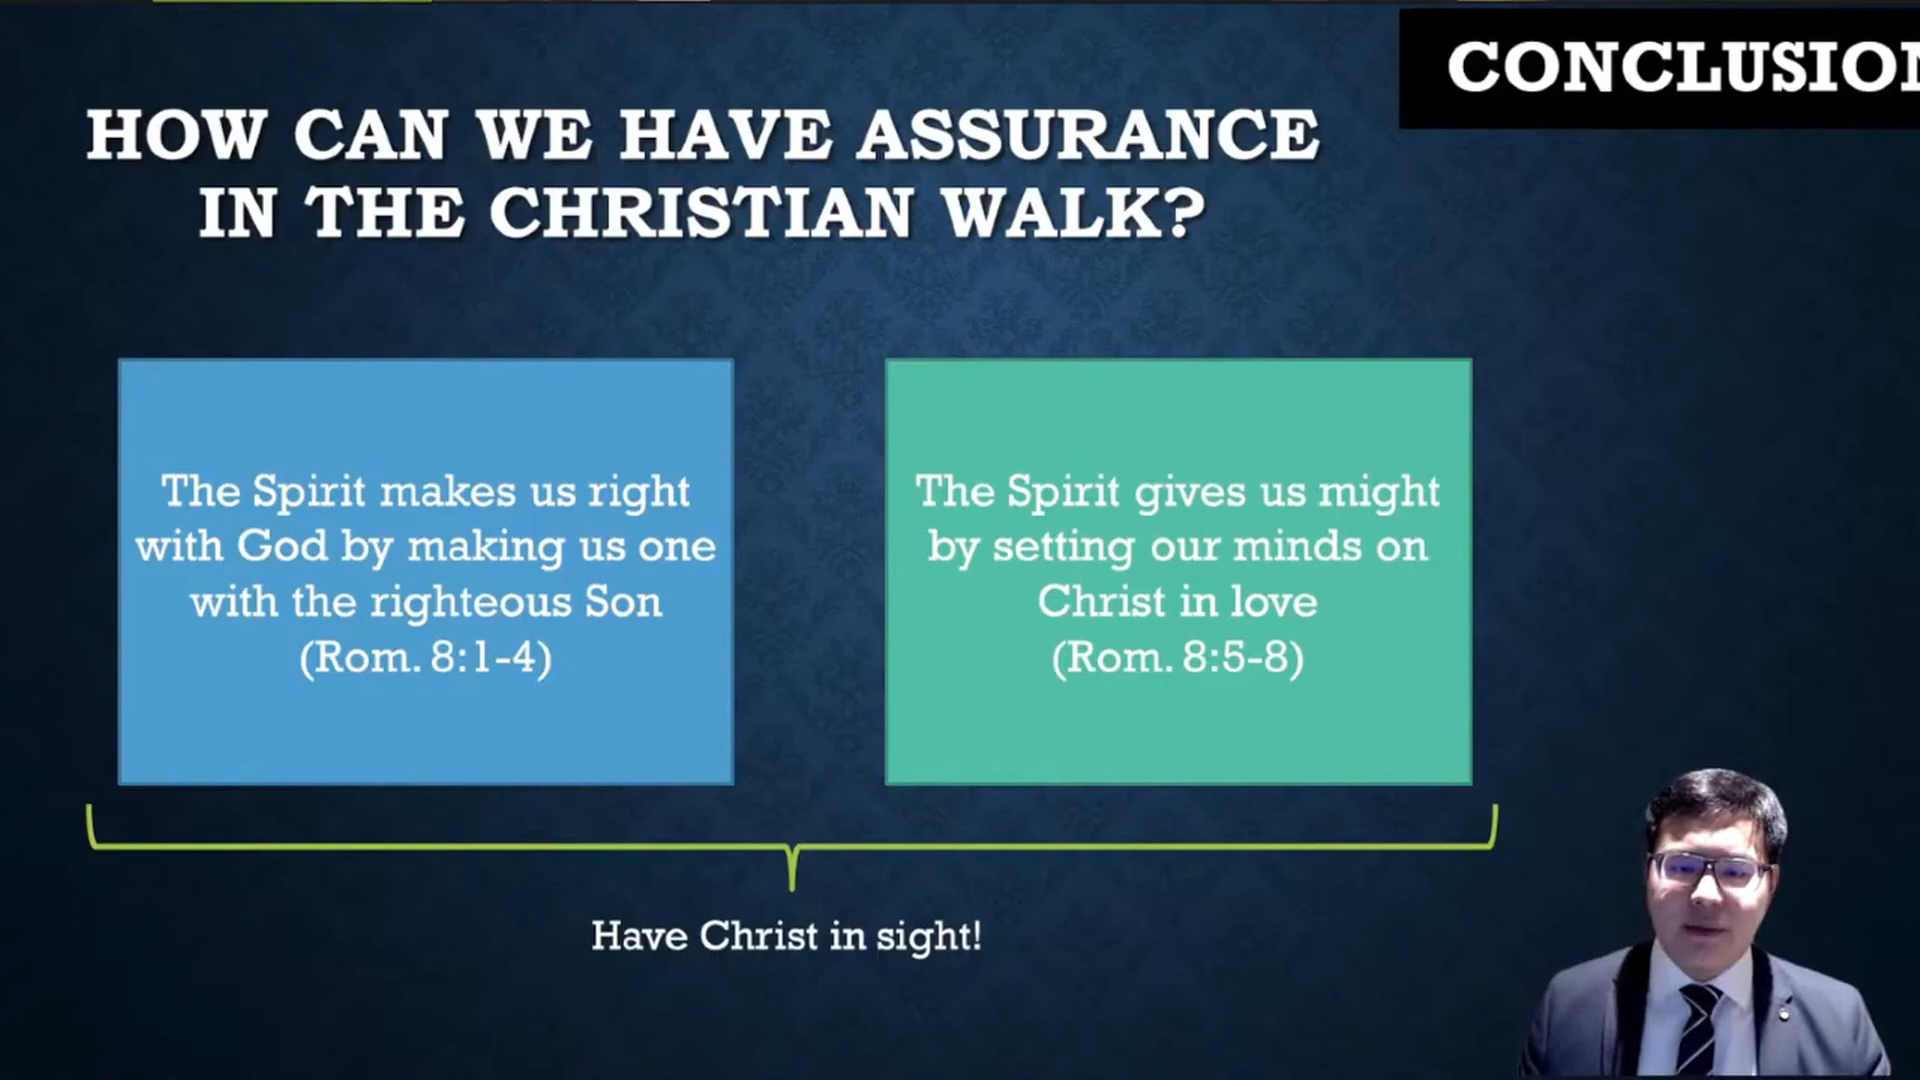 CONCLUSION
HOW CAN WE HAVE ASSURANCE
IN THE CHRISTIAN WALK?
The Spirit makes us right
with God by making us one
with the righteous Son
(Rom. 8:1-4)
The Spirit gives us might
by setting our minds on
Christ in love
(Rom. 8:5-8)
Have Christ in sight!